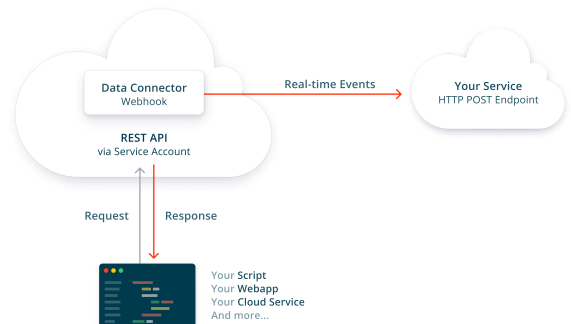 Data Connector
Webhook
Real-time Events
Your Service
HTTP POST Endpoint
REST API
via Service Account
Request
Response
Your Script
Your Webapp
Your Cloud Service
And more...